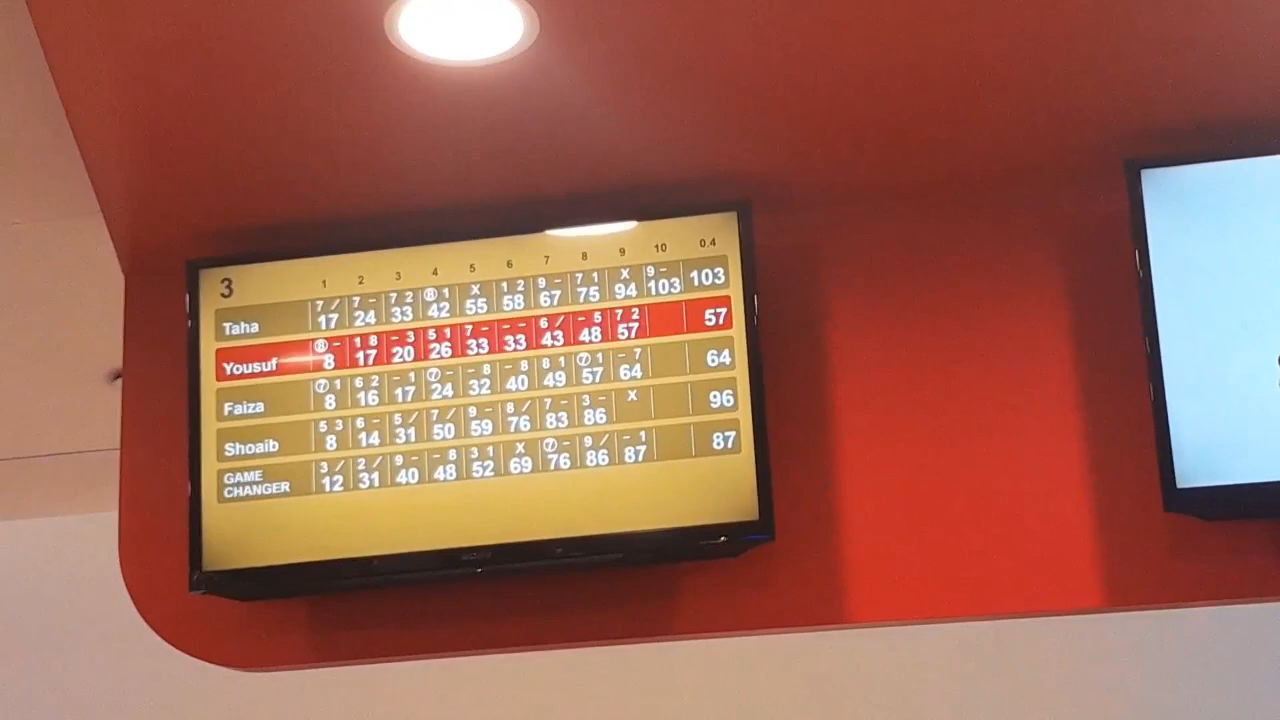 3 1 2 3 4 5 6 7 8 9 10 0.4
7 / 7 - 7 2 ⑧ 1 X 1 2 9 - 7 1 X 9 -
Taha 17 24 33 42 55 58 67 75 94 103 103
⑧ - 1 8 - 3 5 1 7 - - - 6 / - 5 7 2
Yousuf 8 17 20 26 33 33 43 48 57 57
⑦ 1 6 2 - 1 ⑦ - - 8 - 8 8 1 ⑦ 1 - 7
Faiza 8 16 17 24 32 40 49 57 64 64
5 3 6 - 5 / 7 / 9 - 8 / 7 - 3 - X
Shoaib 8 14 31 50 59 76 83 86 96
3 / 2 / 9 - - 8 3 1 X ⑦ - 9 / - 1
GAME CHANGER 12 31 40 48 52 69 76 86 87 87